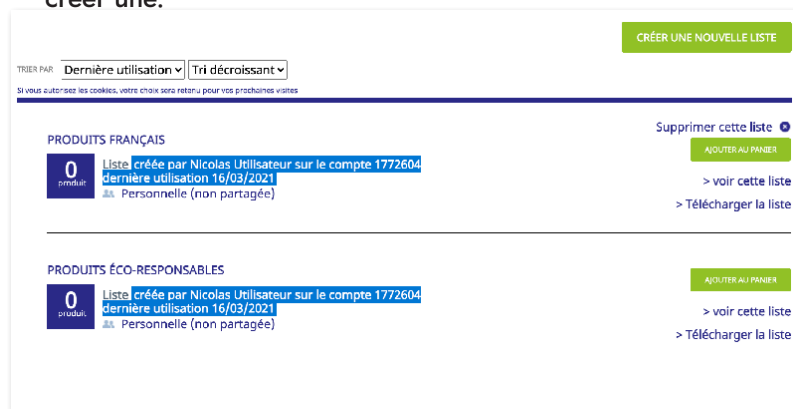 créer une.
CRÉER UNE NOUVELLE LISTE
TRIER PAR Dernière utilisation Tri décroissant
Si vous autorisez les cookies, votre choix sera retenu pour vos prochaines visites
Supprimer cette liste
PRODUITS FRANÇAIS
AJOUTER AU PANIER
0
produit
Liste créée par Nicolas Utilisateur sur le compte 1772604
dernière utilisation 16/03/2021
Personnelle (non partagée)
> voir cette liste
> Télécharger la liste
PRODUITS ÉCO-RESPONSABLES
AJOUTER AU PANIER
0
produit
Liste créée par Nicolas Utilisateur sur le compte 1772604
dernière utilisation 16/03/2021
Personnelle (non partagée)
> voir cette liste
> Télécharger la liste